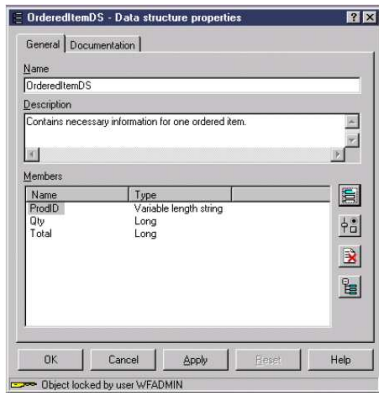 OrderedItemDS - Data structure properties
General Documentation
Name
OrderedItemDS
Description
Contains necessary information for one ordered item.
Members
Name Type
ProdID Variable length string
Qty Long
Total Long
OK Cancel Apply Reset Help
Object locked by user WFADMIN